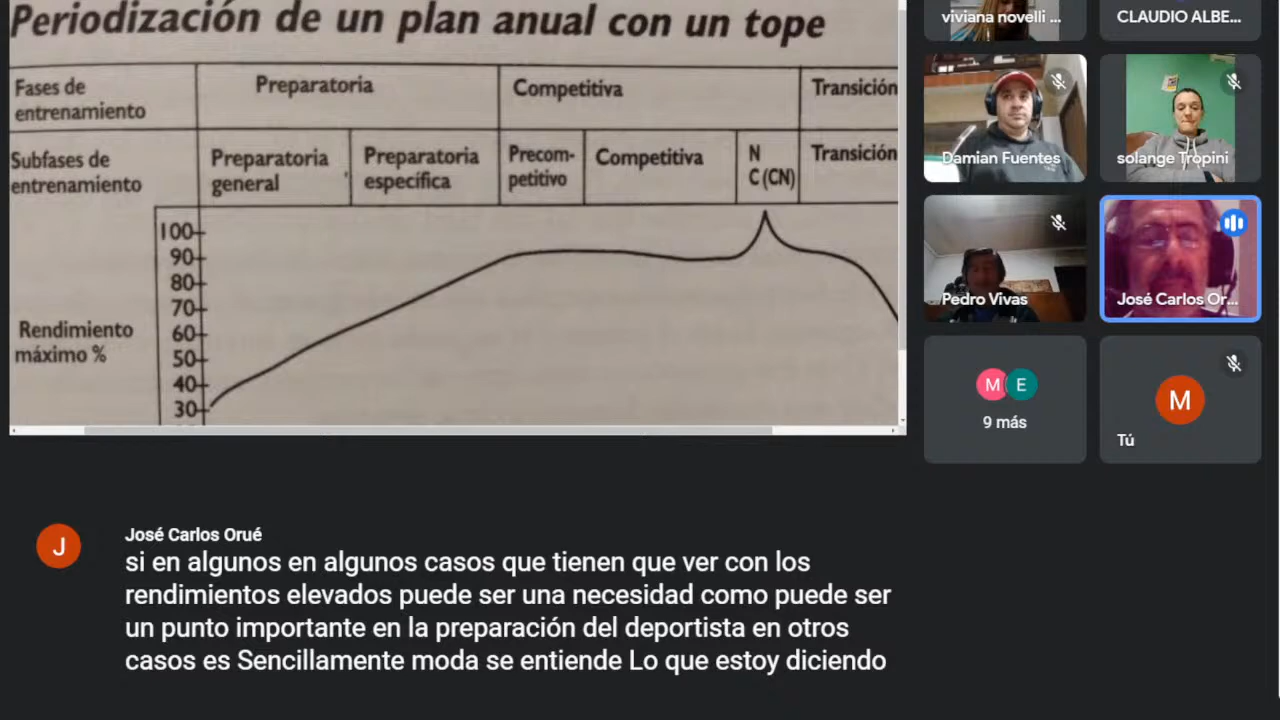 Periodización de un plan anual con un tope
Fases de
entrenamiento
Preparatoria
Competitiva
Transición
Subfases de
entrenamiento
Preparatoria
general
Preparatoria
específica
Precom-
petitivo
Competitiva
N
C (CN)
Transición
100
90
80
70
60
50
40
30
Rendimiento
máximo %
viviana novelli ...
CLAUDIO ALBE...
Damian Fuentes
solange Tropini
Pedro Vivas
José Carlos Or...
M
E
9 más
M
Tú
J
José Carlos Orué
si en algunos en algunos casos que tienen que ver con los
rendimientos elevados puede ser una necesidad como puede ser
un punto importante en la preparación del deportista en otros
casos es Sencillamente moda se entiende Lo que estoy diciendo